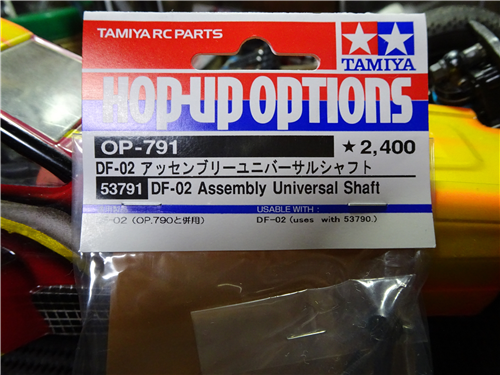 TAMIYA RC PARTS
TAMIYA
HOP-UP OPTIONS
OP-791 ★2,400
DF-02 アッセンブリーユニバーサルシャフト
53791 DF-02 Assembly Universal Shaft
USABLE WITH :
-02 (OP.790と併用) DF-02 (uses with 53790.)